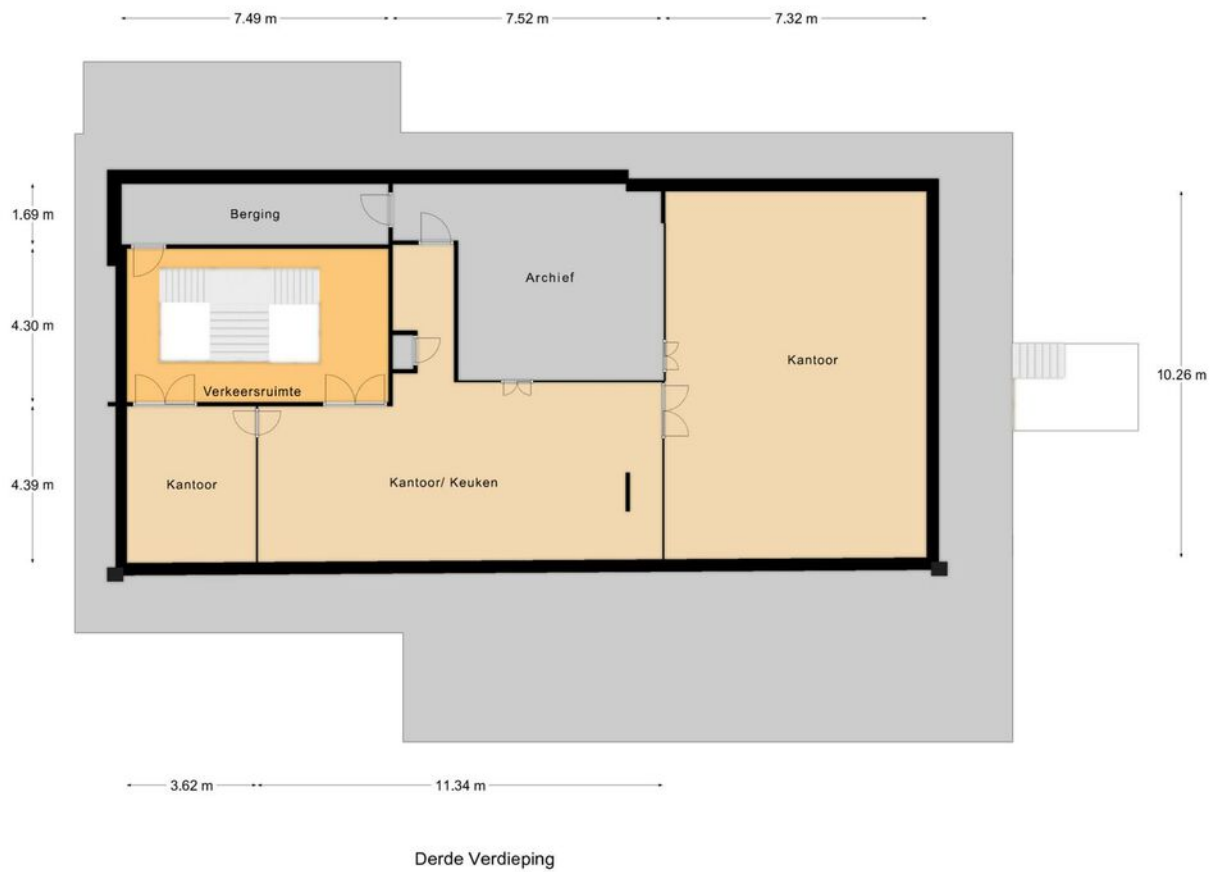 7.49 m
7.52 m
7.32 m
1.69 m
Berging
Archief
4.30 m
Kantoor
10.26 m
Verkeersruimte
4.39 m
Kantoor
Kantoor/ Keuken
3.62 m
11.34 m
Derde Verdieping